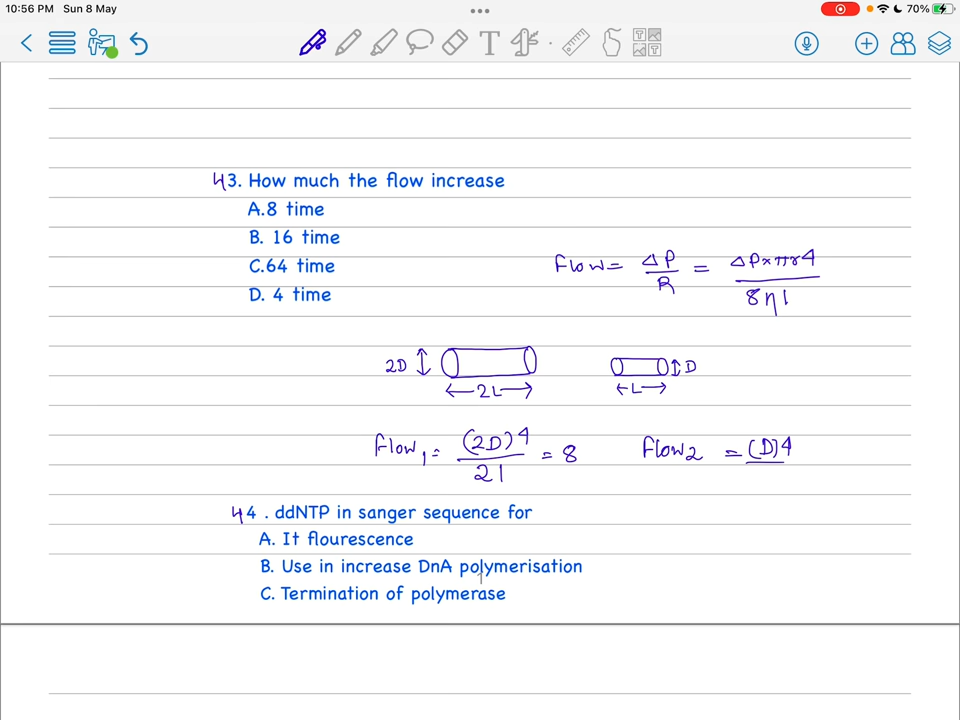 10:56 PM Sun 8 May
70%
43. How much the flow increase
A.8 time
B. 16 time
C.64 time
D. 4 time
Flow = ΔP/R = ΔP×πr4/8ηl
2D
2L
D
L
Flow1 = (2D)4/2l = 8
Flow2 = (D)4
44 . ddNTP in sanger sequence for
A. It flourescence
B. Use in increase DnA polymerisation
C. Termination of polymerase